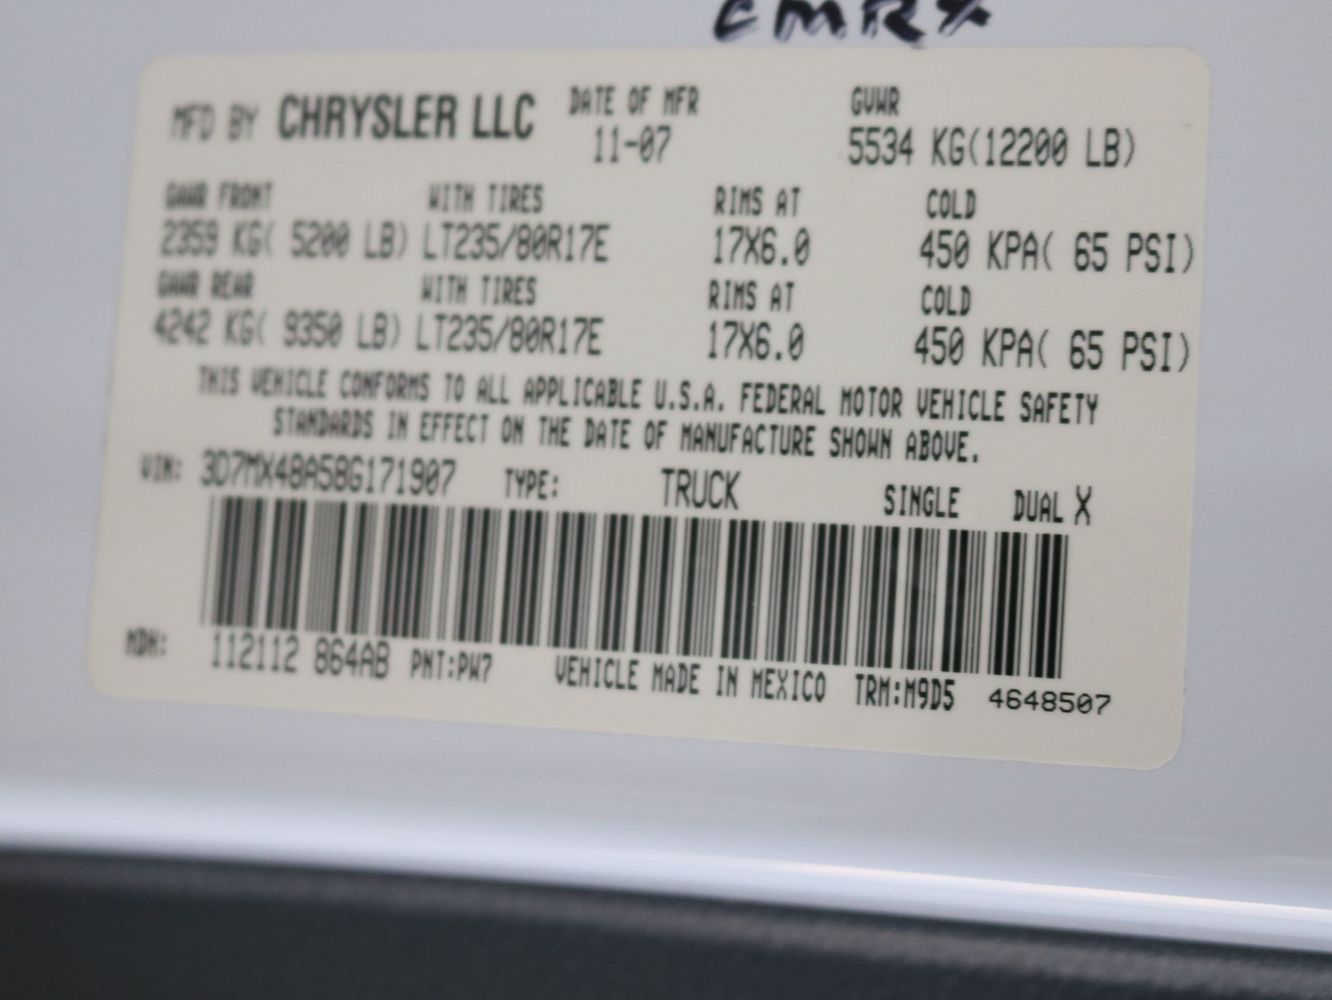 CMRX
MFD BY CHRYSLER LLC DATE OF MFR GVWR
11-07 5534 KG(12200 LB)
GAWR FRONT WITH TIRES RIMS AT COLD
2359 KG( 5200 LB) LT235/80R17E 17X6.0 450 KPA( 65 PSI)
GAWR REAR WITH TIRES RIMS AT COLD
4242 KG( 9350 LB) LT235/80R17E 17X6.0 450 KPA( 65 PSI)
THIS VEHICLE CONFORMS TO ALL APPLICABLE U.S.A. FEDERAL MOTOR VEHICLE SAFETY
STANDARDS IN EFFECT ON THE DATE OF MANUFACTURE SHOWN ABOVE.
VIN: 3D7MX48A58G171907 TYPE: TRUCK SINGLE DUAL X
MDH: 112112 864AB PNT:PW7 VEHICLE MADE IN MEXICO TRM:M9D5 4648507